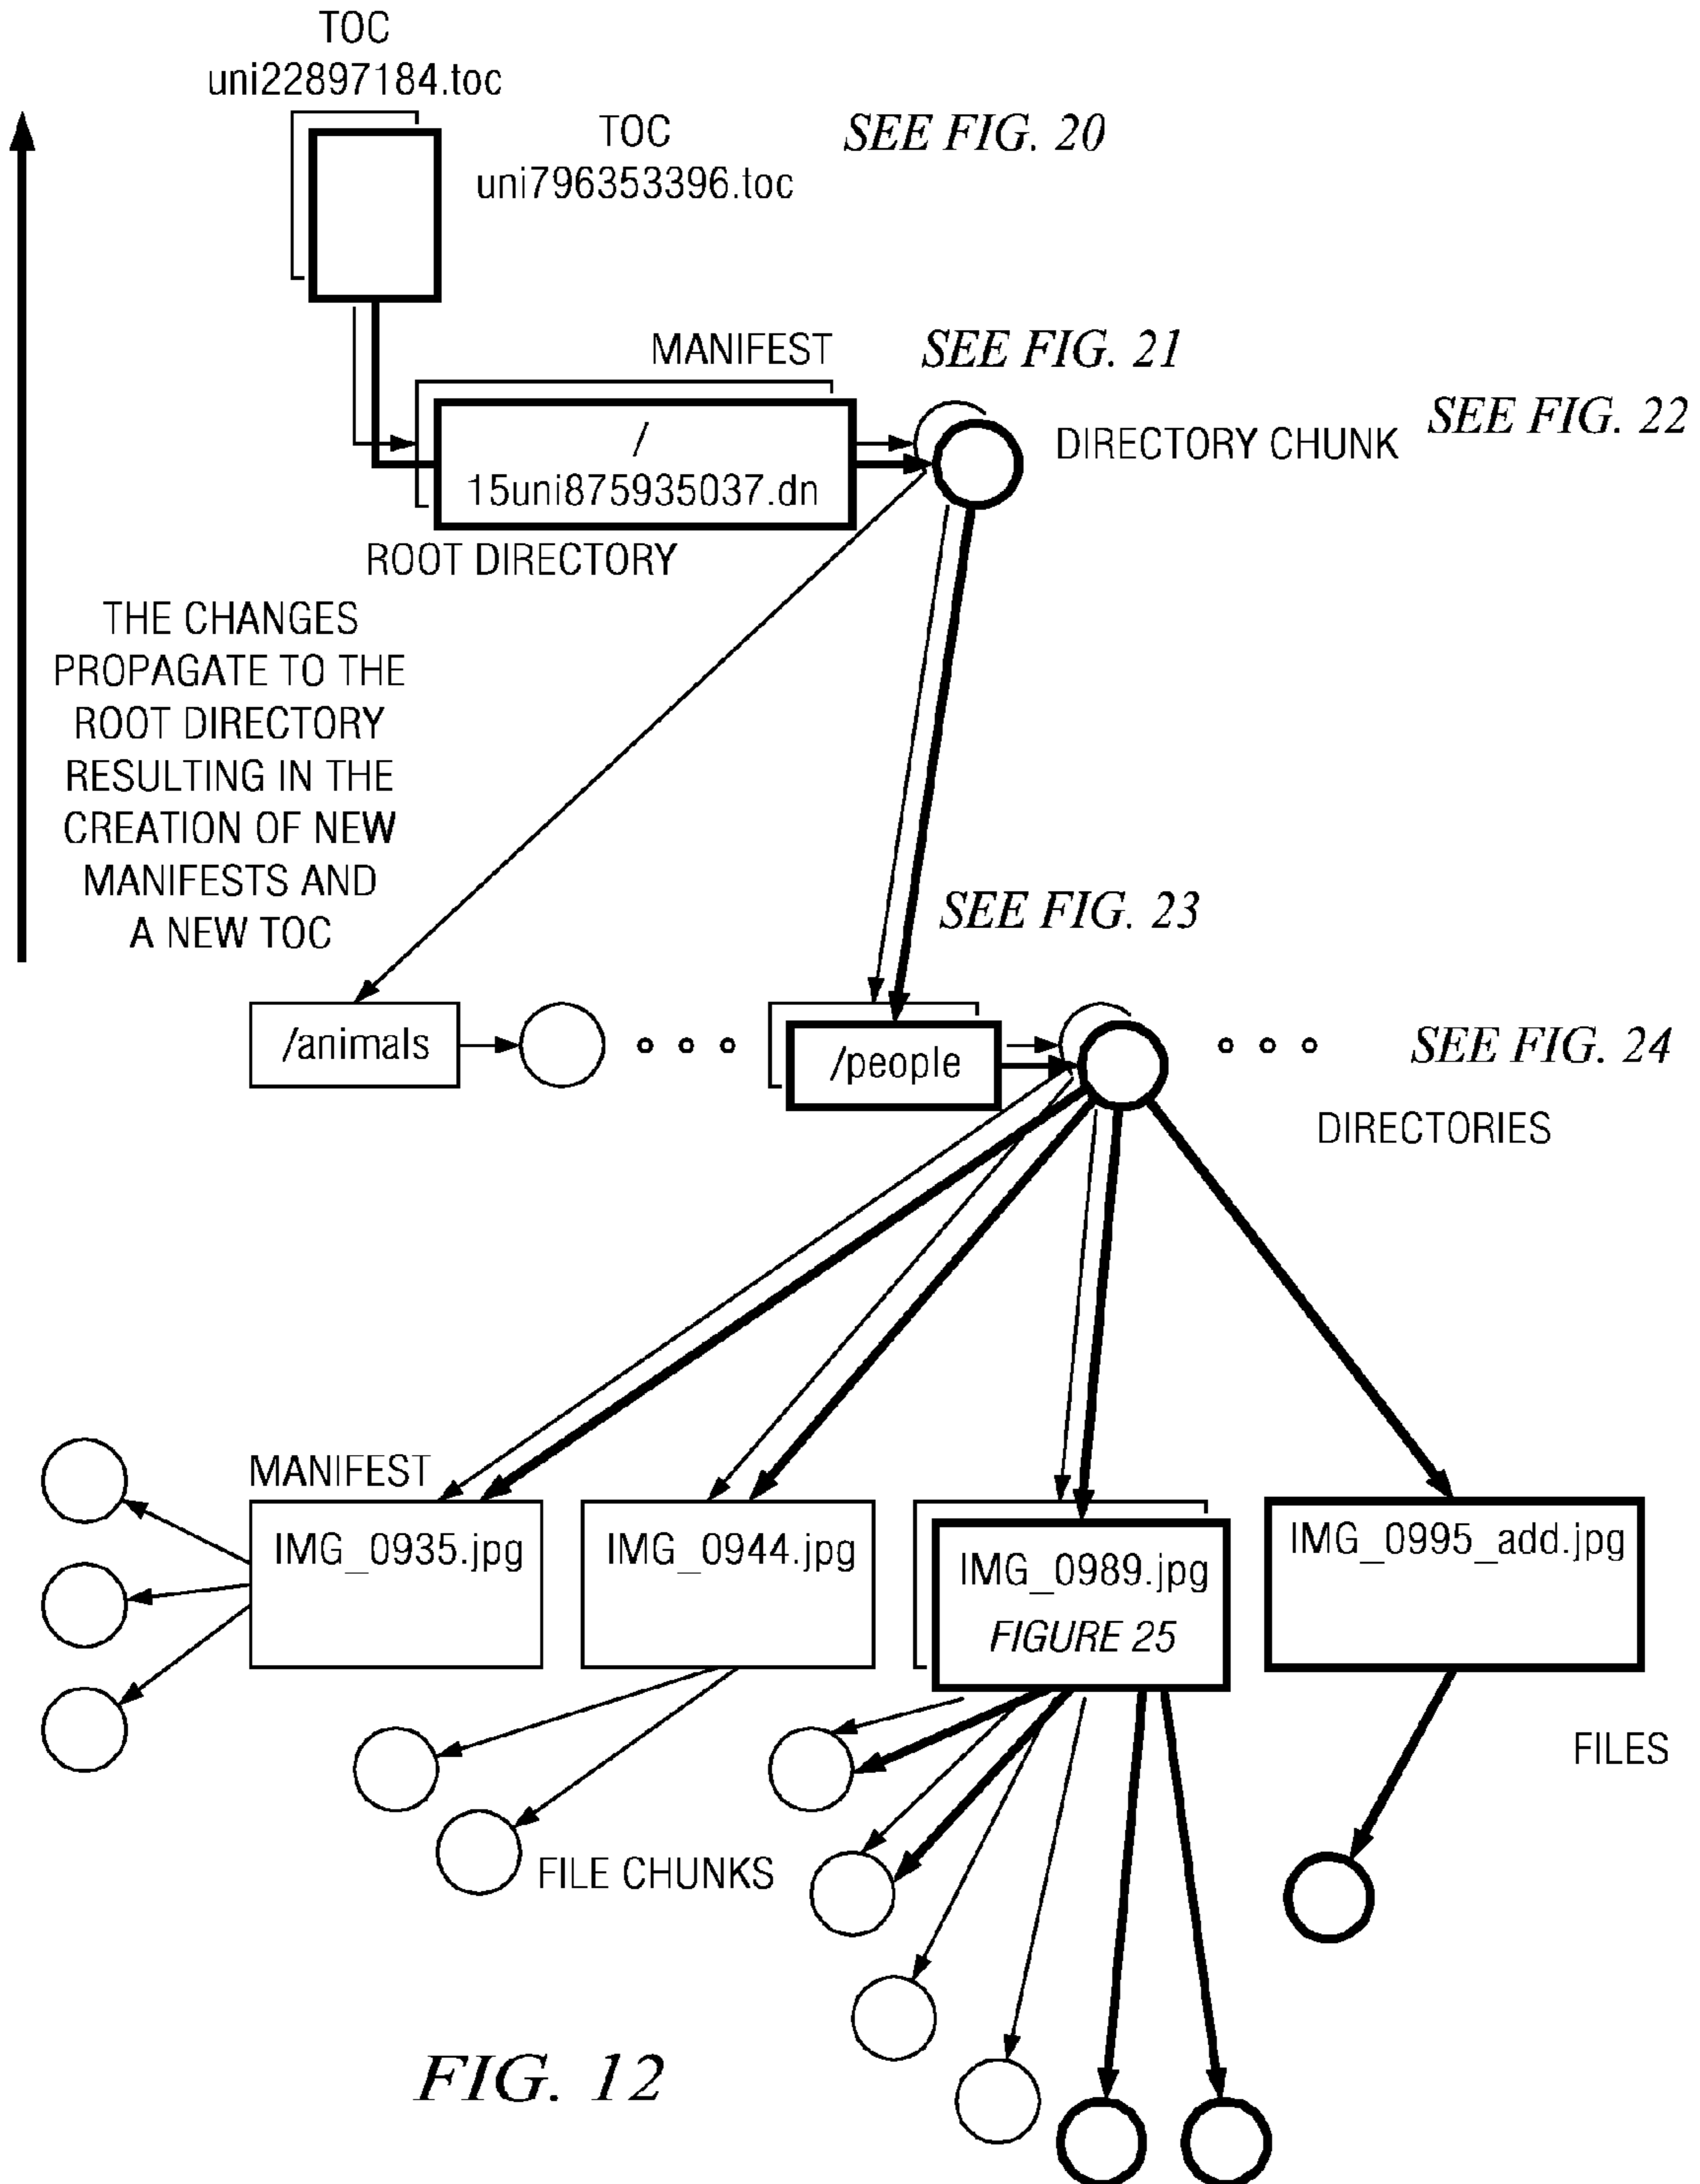 TOC
uni22897184.toc
TOC
uni796353396.toc
SEE FIG. 20
MANIFEST
SEE FIG. 21
/
15uni875935037.dn
DIRECTORY CHUNK
SEE FIG. 22
ROOT DIRECTORY
THE CHANGES
PROPAGATE TO THE
ROOT DIRECTORY
RESULTING IN THE
CREATION OF NEW
MANIFESTS AND
A NEW TOC
SEE FIG. 23
/animals
/people
SEE FIG. 24
DIRECTORIES
MANIFEST
IMG_0935.jpg
IMG_0944.jpg
IMG_0989.jpg
FIGURE 25
IMG_0995_add.jpg
FILES
FILE CHUNKS
FIG. 12